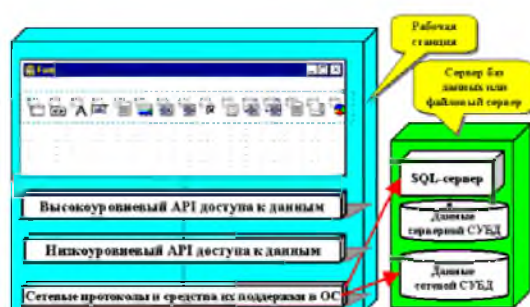 Рабочая
станция
Сервер баз
данных или
файловый сервер
Form
SQL-сервер
Высокоуровневый API доступа к данным
Данные
серверной СУБД
Низкоуровневый API доступа к данным
Данные
сетевой СУБД
Сетевые протоколы и средства их поддержки в ОС